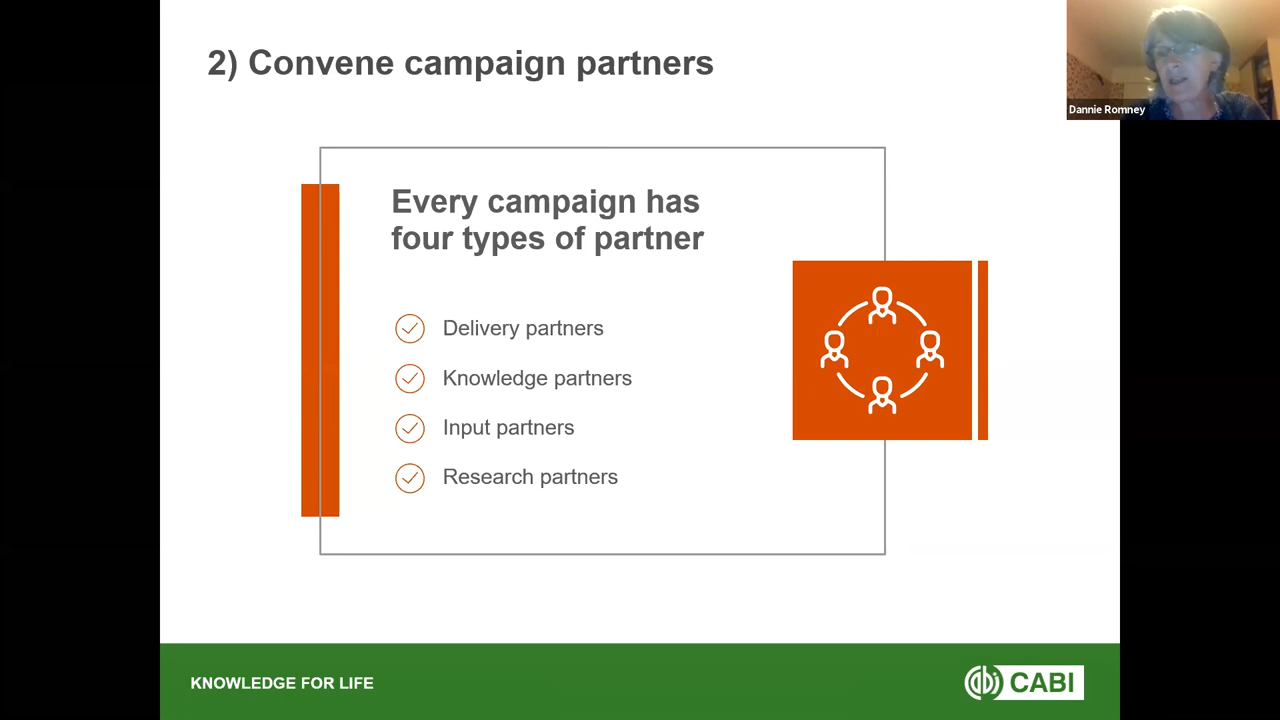 2) Convene campaign partners
Dannie Romney
Every campaign has
four types of partner
Delivery partners
Knowledge partners
Input partners
Research partners
KNOWLEDGE FOR LIFE
cabi CABI